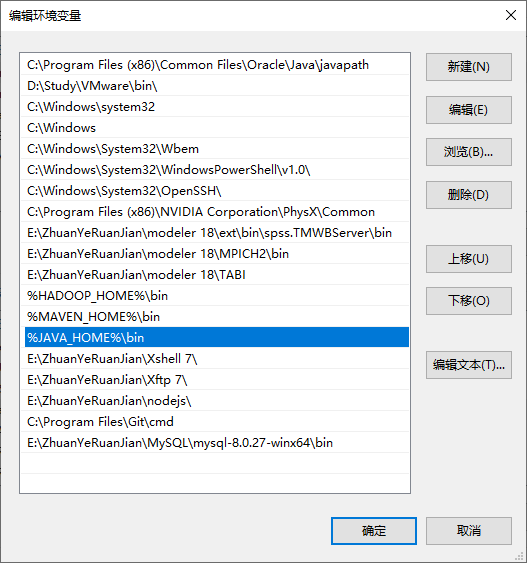 编辑环境变量
C:\Program Files (x86)\Common Files\Oracle\Java\javapath
D:\Study\VMware\bin\
C:\Windows\system32
C:\Windows
C:\Windows\System32\Wbem
C:\Windows\System32\WindowsPowerShell\v1.0\
C:\Windows\System32\OpenSSH\
C:\Program Files (x86)\NVIDIA Corporation\PhysX\Common
E:\ZhuanYeRuanJian\modeler 18\ext\bin\spss.TMWBServer\bin
E:\ZhuanYeRuanJian\modeler 18\MPICH2\bin
E:\ZhuanYeRuanJian\modeler 18\TABI
%HADOOP_HOME%\bin
%MAVEN_HOME%\bin
%JAVA_HOME%\bin
E:\ZhuanYeRuanJian\Xshell 7\
E:\ZhuanYeRuanJian\Xftp 7\
E:\ZhuanYeRuanJian\nodejs\
C:\Program Files\Git\cmd
E:\ZhuanYeRuanJian\MySQL\mysql-8.0.27-winx64\bin
新建(N)
编辑(E)
浏览(B)...
删除(D)
上移(U)
下移(O)
编辑文本(T)...
确定
取消